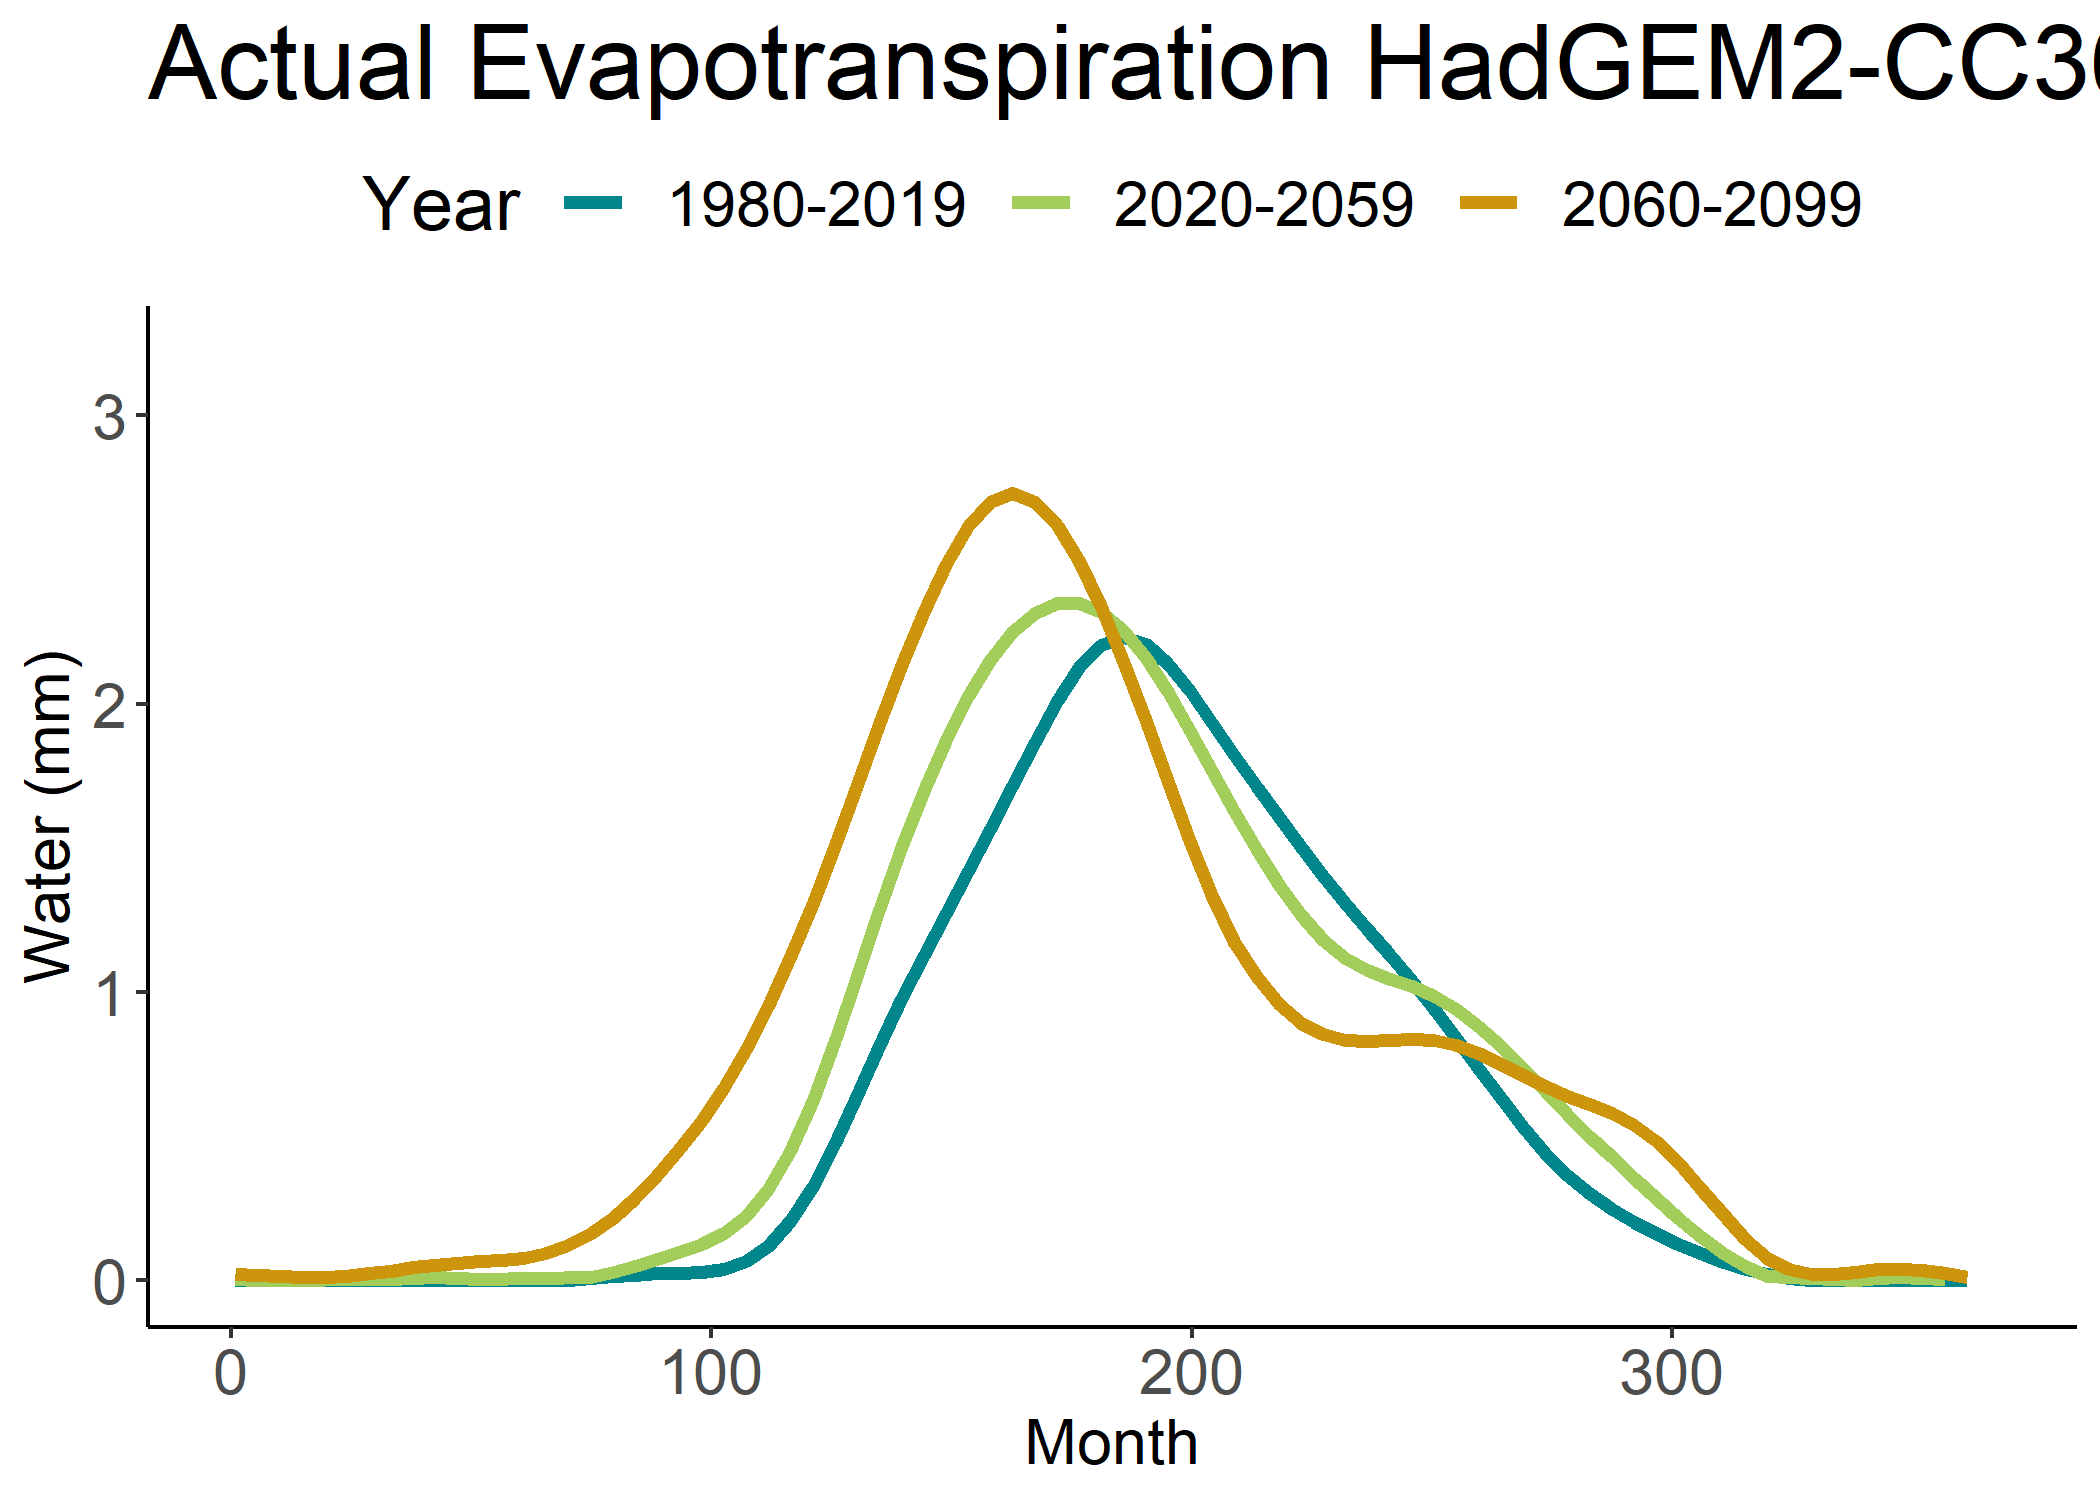 Actual Evapotranspiration HadGEM2-CC3
Year 1980-2019 2020-2059 2060-2099
3
2
1
0
Water (mm)
0 100 200 300
Month